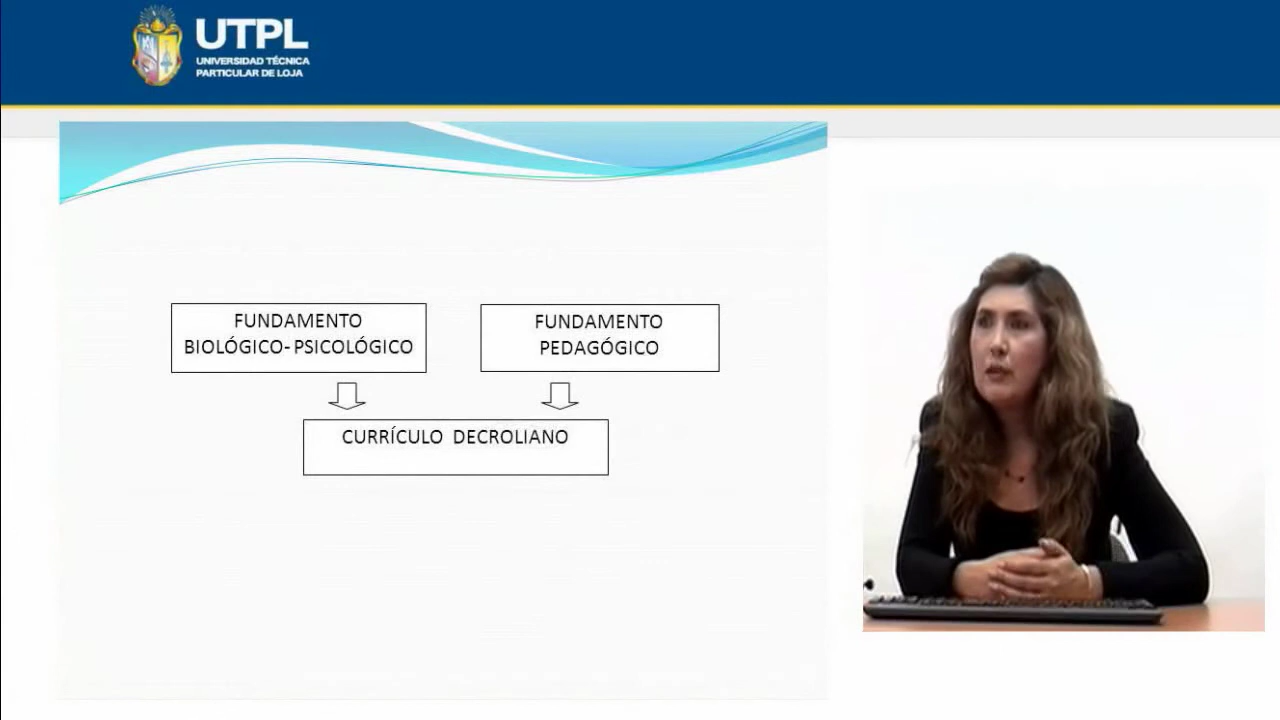 UTPL
UNIVERSIDAD TÉCNICA
PARTICULAR DE LOJA
FUNDAMENTO
BIOLÓGICO- PSICOLÓGICO
FUNDAMENTO
PEDAGÓGICO
CURRÍCULO DECROLIANO